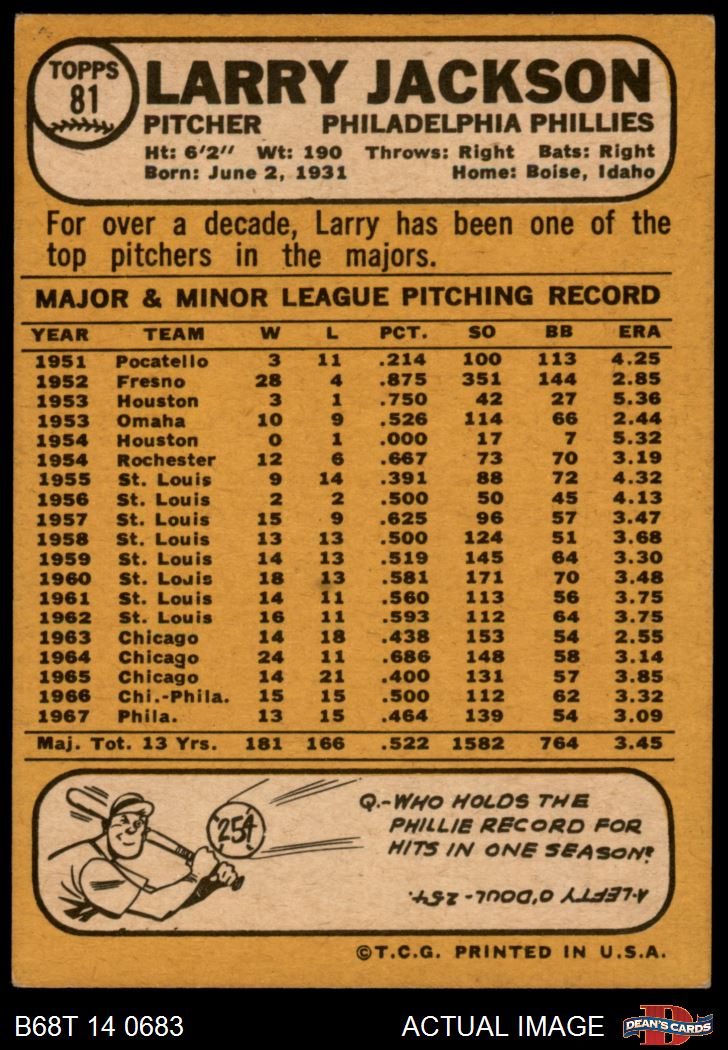 TOPPS
81
LARRY JACKSON
PITCHER PHILADELPHIA PHILLIES
Ht: 6'2" Wt: 190 Throws: Right Bats: Right
Born: June 2, 1931 Home: Boise, Idaho
For over a decade, Larry has been one of the
top pitchers in the majors.
MAJOR & MINOR LEAGUE PITCHING RECORD
YEAR TEAM W L PCT. SO BB ERA
1951 Pocatello 3 11 .214 100 113 4.25
1952 Fresno 28 4 .875 351 144 2.85
1953 Houston 3 1 .750 42 27 5.36
1953 Omaha 10 9 .526 114 66 2.44
1954 Houston 0 1 .000 17 7 5.32
1954 Rochester 12 6 .667 73 70 3.19
1955 St. Louis 9 14 .391 88 72 4.32
1956 St. Louis 2 2 .500 50 45 4.13
1957 St. Louis 15 9 .625 96 57 3.47
1958 St. Louis 13 13 .500 124 51 3.68
1959 St. Louis 14 13 .519 145 64 3.30
1960 St. Louis 18 13 .581 171 70 3.48
1961 St. Louis 14 11 .560 113 56 3.75
1962 St. Louis 16 11 .593 112 64 3.75
1963 Chicago 14 18 .438 153 54 2.55
1964 Chicago 24 11 .686 148 58 3.14
1965 Chicago 14 21 .400 131 57 3.85
1966 Chi.-Phila. 15 15 .500 112 62 3.32
1967 Phila. 13 15 .464 139 54 3.09
Maj. Tot. 13 Yrs. 181 166 .522 1582 764 3.45
254
Q.-WHO HOLDS THE
PHILLIE RECORD FOR
HITS IN ONE SEASON?
A-LEFTY O'DOUL-254.
©T.C.G. PRINTED IN U.S.A.
B68T 14 0683 ACTUAL IMAGE
D
DEAN'S CARDS